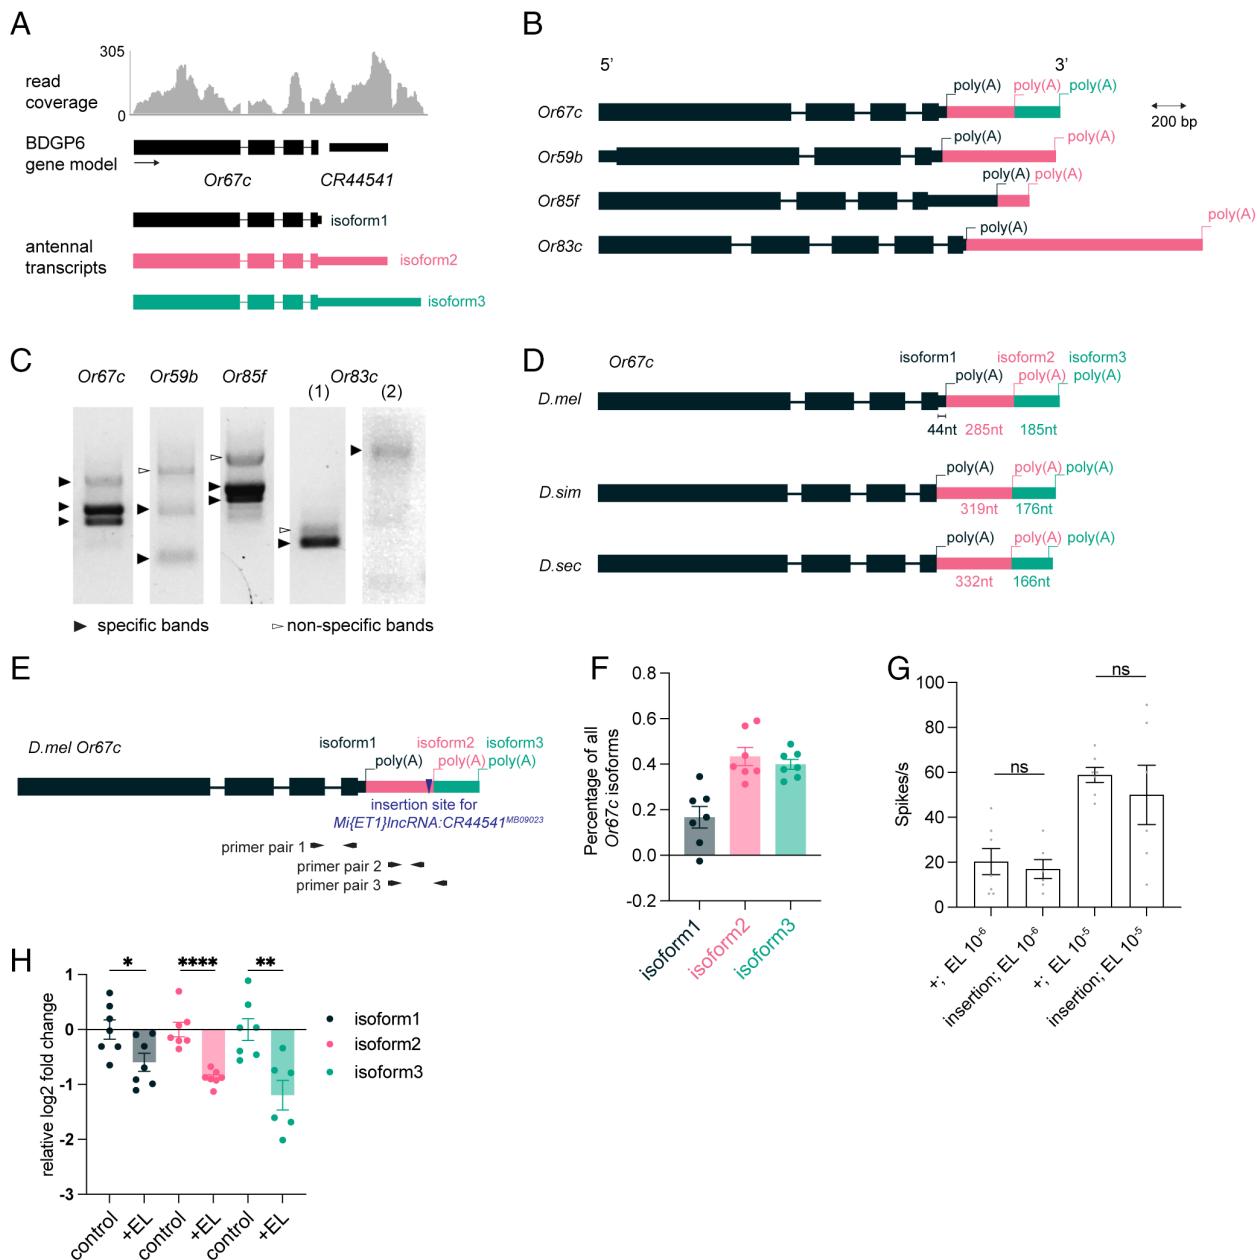 A
305
read
coverage
0
BDGP6
gene model
Or67c
CR44541
isoform1
antennal
transcripts
isoform2
isoform3
B
5’
3’
poly(A)
poly(A)
poly(A)
Or67c
200 bp
poly(A)
poly(A)
Or59b
poly(A)
poly(A)
Or85f
poly(A)
poly(A)
Or83c
C
Or67c
Or59b
Or85f
Or83c
(1)
(2)
specific bands
non-specific bands
D
Or67c
isoform1
isoform2
isoform3
poly(A)
poly(A)
poly(A)
D.mel
44nt
285nt
185nt
poly(A)
poly(A)
poly(A)
D.sim
319nt
176nt
poly(A)
poly(A)
poly(A)
D.sec
332nt
166nt
E
D.mel Or67c
isoform1
isoform2
isoform3
poly(A)
poly(A)
poly(A)
insertion site for
Mi{ET1}lncRNA:CR44541MB09023
primer pair 1
primer pair 2
primer pair 3
F
Percentage of all
Or67c isoforms
0.8
0.6
0.4
0.2
0.0
-0.2
isoform1
isoform2
isoform3
G
Spikes/s
100
80
60
40
20
0
ns
ns
+; EL 10-6
insertion; EL 10-6
+; EL 10-5
insertion; EL 10-5
H
relative log2 fold change
1
0
-1
-2
-3
*
****
**
control
+EL
control
+EL
control
+EL
isoform1
isoform2
isoform3